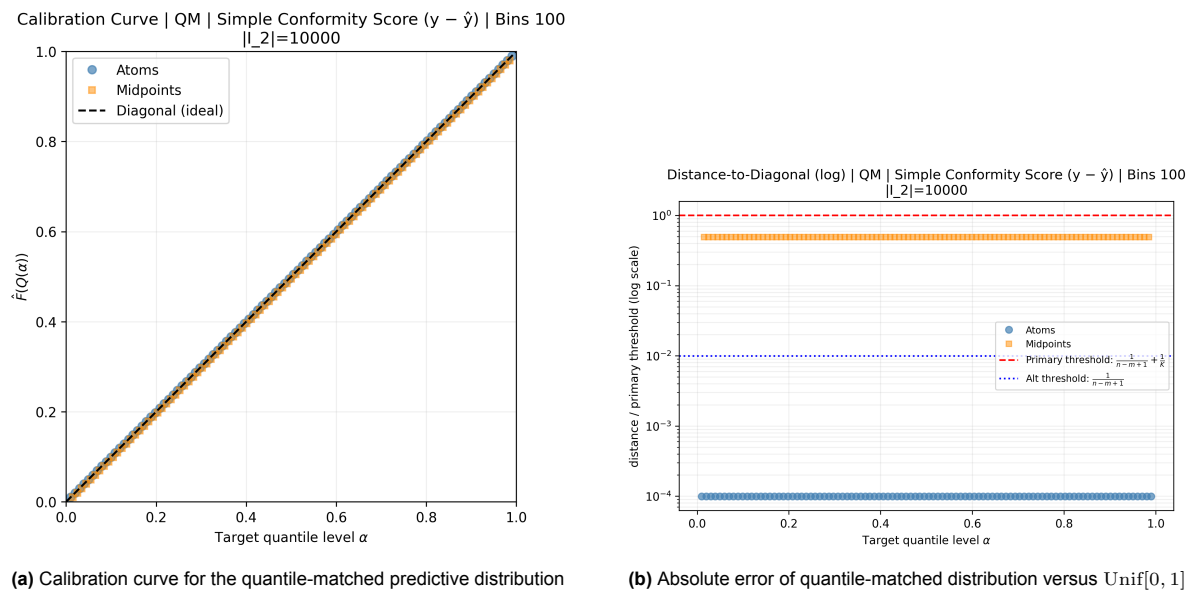 Calibration Curve | QM | Simple Conformity Score (y − ŷ) | Bins 100
|I_2|=10000
1.0
0.8
0.6
0.4
0.2
0.0
F̂(Q(α))
Atoms
Midpoints
Diagonal (ideal)
0.0 0.2 0.4 0.6 0.8 1.0
Target quantile level α
(a) Calibration curve for the quantile-matched predictive distribution
Distance-to-Diagonal (log) | QM | Simple Conformity Score (y − ŷ) | Bins 100
|I_2|=10000
10⁰
10⁻¹
10⁻²
10⁻³
10⁻⁴
distance / primary threshold (log scale)
Atoms
Midpoints
Primary threshold: 1/(n−m+1) + 1/K
Alt threshold: 1/(n−m+1)
0.0 0.2 0.4 0.6 0.8 1.0
Target quantile level α
(b) Absolute error of quantile-matched distribution versus Unif[0, 1]